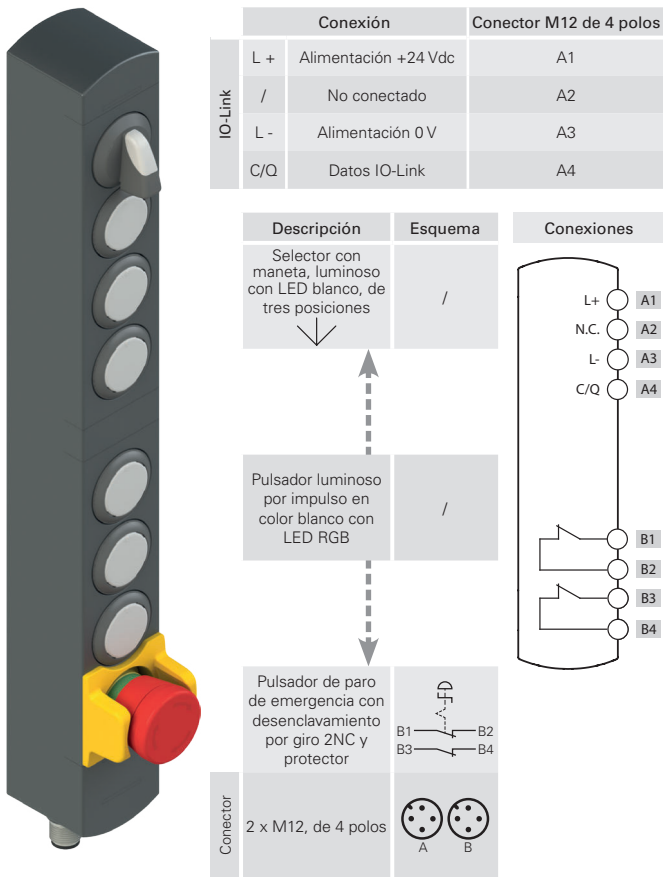 Conexión
Conector M12 de 4 polos
IO-Link
L +
Alimentación +24 Vdc
A1
/
No conectado
A2
L -
Alimentación 0 V
A3
C/Q
Datos IO-Link
A4
Descripción
Esquema
Conexiones
Selector con
maneta, luminoso
con LED blanco, de
tres posiciones
/
L+
A1
N.C.
A2
L-
A3
C/Q
A4
Pulsador luminoso
por impulso en
color blanco con
LED RGB
/
B1
B2
B3
B4
Pulsador de paro
de emergencia con
desenclavamiento
por giro 2NC y
protector
B1
B2
B3
B4
Conector
2 x M12, de 4 polos
A
B